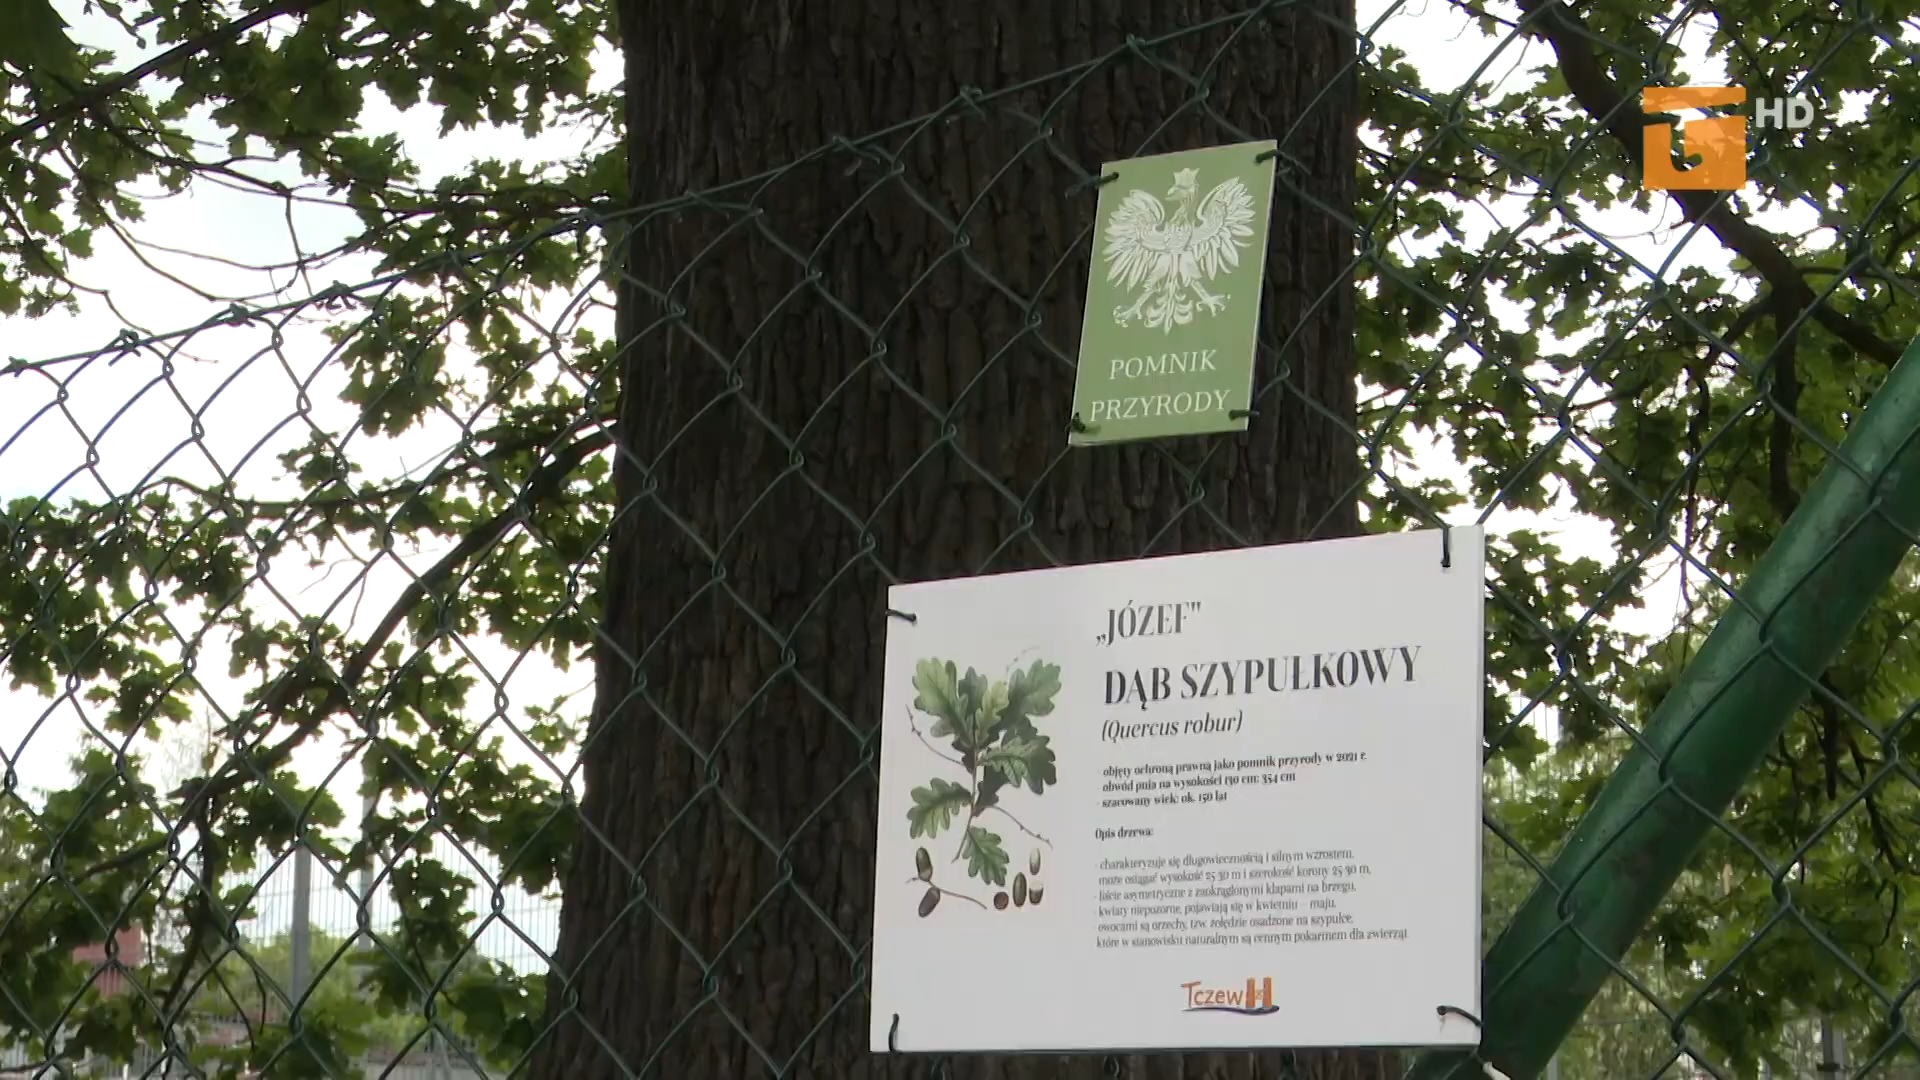 HD
POMNIK
PRZYRODY
„JÓZEF"
DĄB SZYPUŁKOWY
(Quercus robur)
- objęty ochroną prawną jako pomnik przyrody w 2021 r.
- obwód pnia na wysokości 130 cm: 354 cm
- szacowany wiek: ok. 150 lat
Opis drzewa:
- charakteryzuje się długowiecznością i silnym wzrostem,
może osiągać wysokość 25-30 m i szerokość korony 25-30 m,
- liście asymetryczne z zaokrąglonymi klapami na brzegu,
- kwiaty niepozorne, pojawiają się w kwietniu – maju,
- owocami są orzechy, tzw. żołędzie osadzone na szypułce,
które w stanowisku naturalnym są cennym pokarmem dla zwierząt.
Tczew